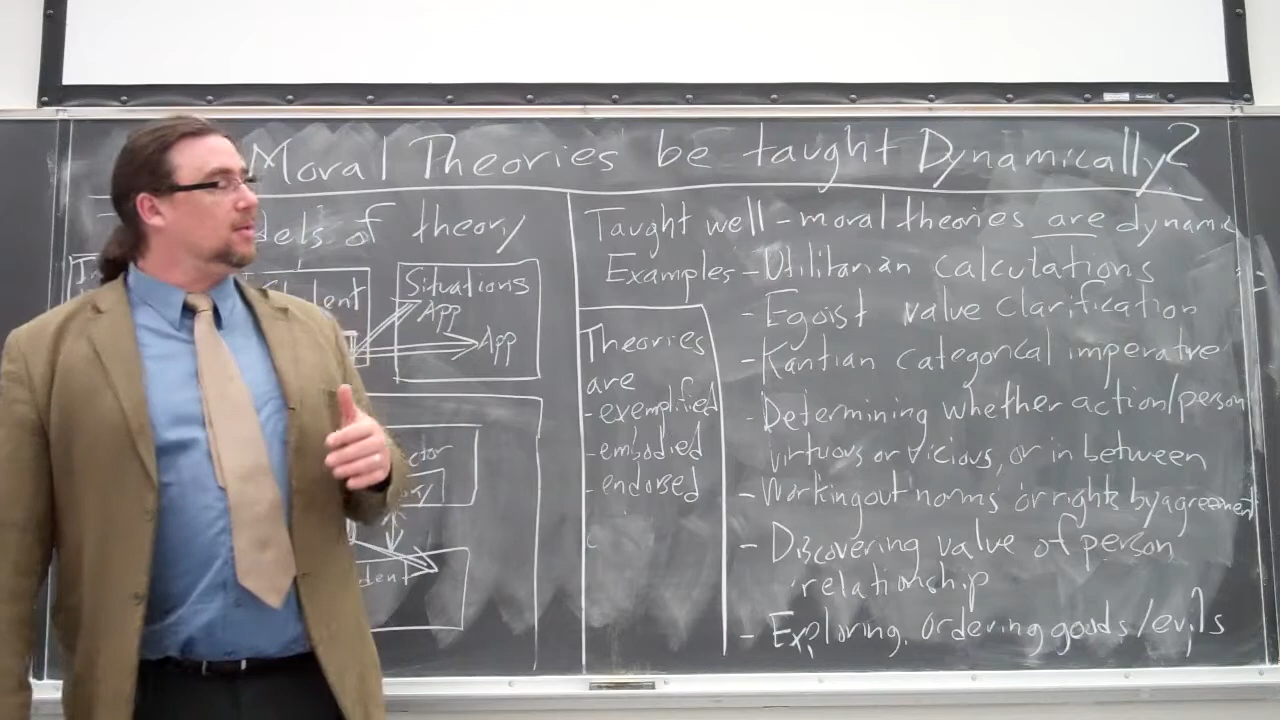 Moral Theories be taught Dynamically?
dels of theory
Student
Situations
App
App
ctor
dent
Taught well - moral theories are dynamic
Examples - Utilitarian calculations
- Egoist value clarification
- Kantian categorical imperative
- Determining whether action/person
virtuous or vicious, or in between
- Working out norms or rights by agreement
- Discovering value of person
relationship
- Exploring, ordering goods/evils
Theories
are
- exemplified
- embodied
- endorsed